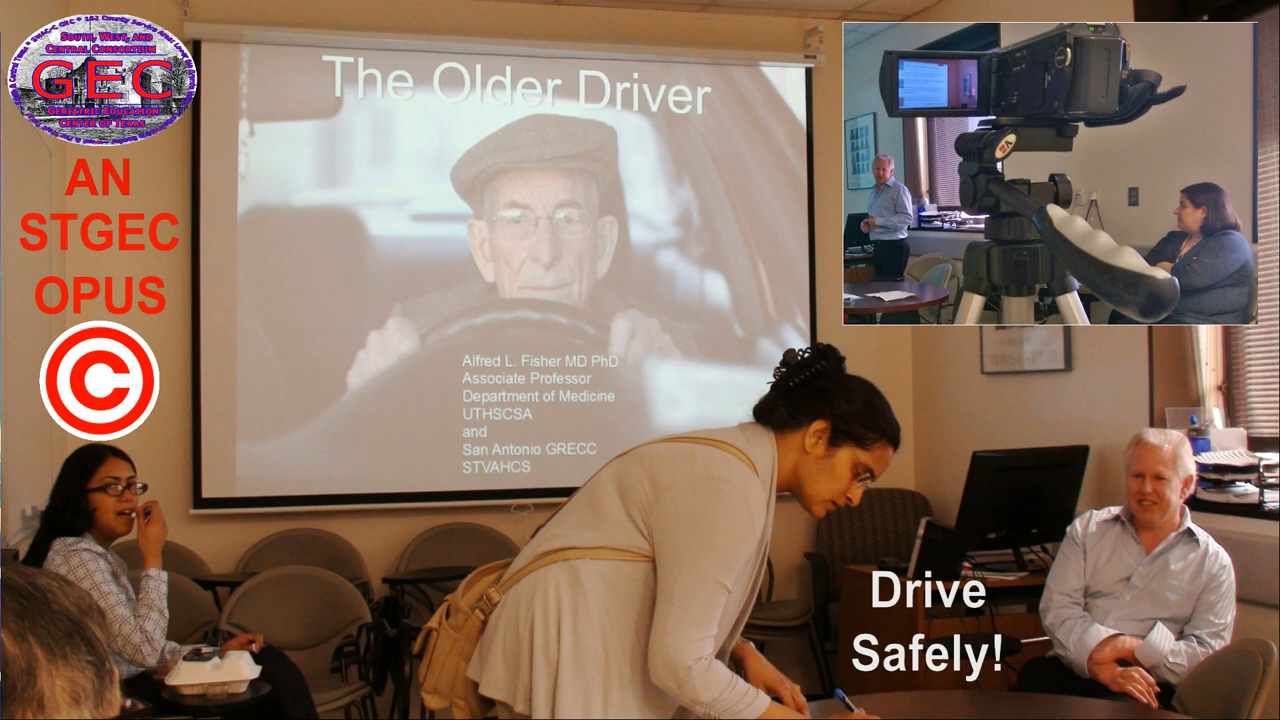 SOUTH, WEST, AND
CENTRAL CONSORTIUM
GEC
GERIATRIC EDUCATION
CENTER OF TEXAS
AN
STGEC
OPUS
©
The Older Driver
Alfred L. Fisher MD PhD
Associate Professor
Department of Medicine
UTHSCSA
and
San Antonio GRECC
STVAHCS
Drive
Safely!